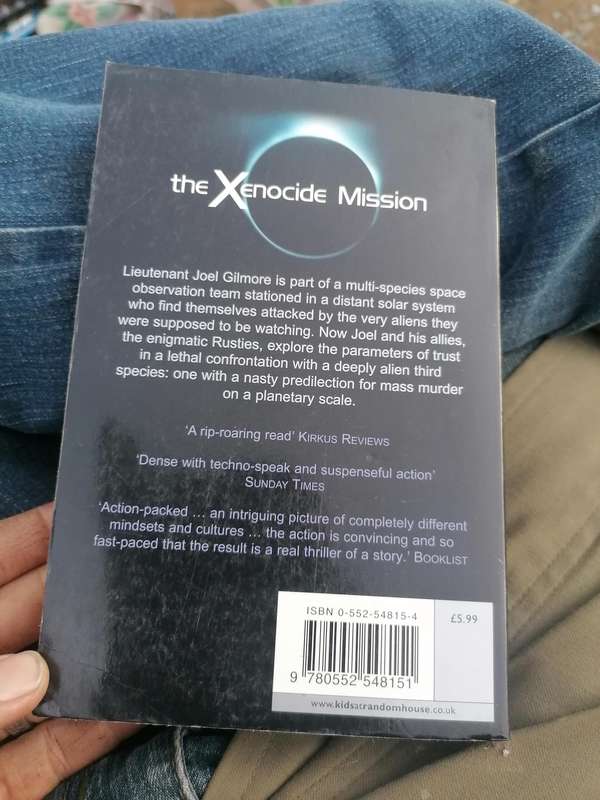 the Xenocide Mission
Lieutenant Joel Gilmore is part of a multi-species space
observation team stationed in a distant solar system
who find themselves attacked by the very aliens they
were supposed to be watching. Now Joel and his allies,
the enigmatic Rusties, explore the parameters of trust
in a lethal confrontation with a deeply alien third
species: one with a nasty predilection for mass murder
on a planetary scale.
‘A rip-roaring read’ KIRKUS REVIEWS
‘Dense with techno-speak and suspenseful action’
SUNDAY TIMES
‘Action-packed ... an intriguing picture of completely different
mindsets and cultures ... the action is convincing and so
fast-paced that the result is a real thriller of a story.’ BOOKLIST
ISBN 0-552-54815-4
£5.99
9 780552 548151
www.kidsatrandomhouse.co.uk